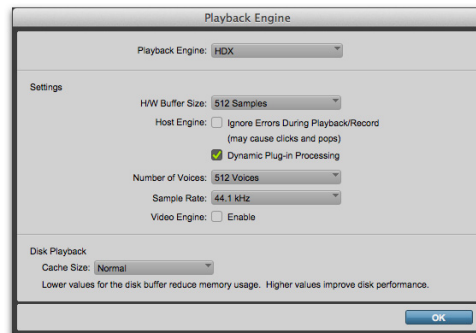 Playback Engine
Playback Engine: HDX
Settings
H/W Buffer Size: 512 Samples
Host Engine: Ignore Errors During Playback/Record
(may cause clicks and pops)
Dynamic Plug-in Processing
Number of Voices: 512 Voices
Sample Rate: 44.1 kHz
Video Engine: Enable
Disk Playback
Cache Size: Normal
Lower values for the disk buffer reduce memory usage. Higher values improve disk performance.
OK